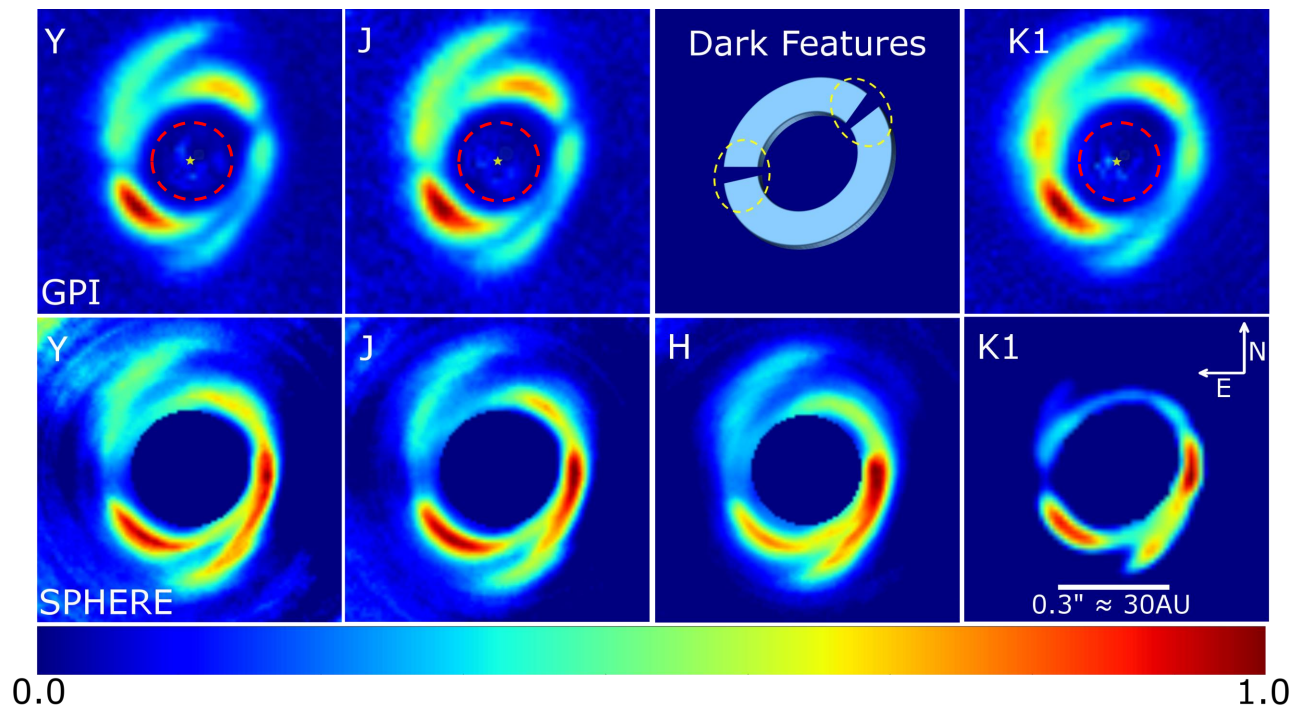 Y
J
Dark Features
K1
GPI
Y
J
H
K1
N
E
SPHERE
0.3" ≈ 30AU
0.0
1.0